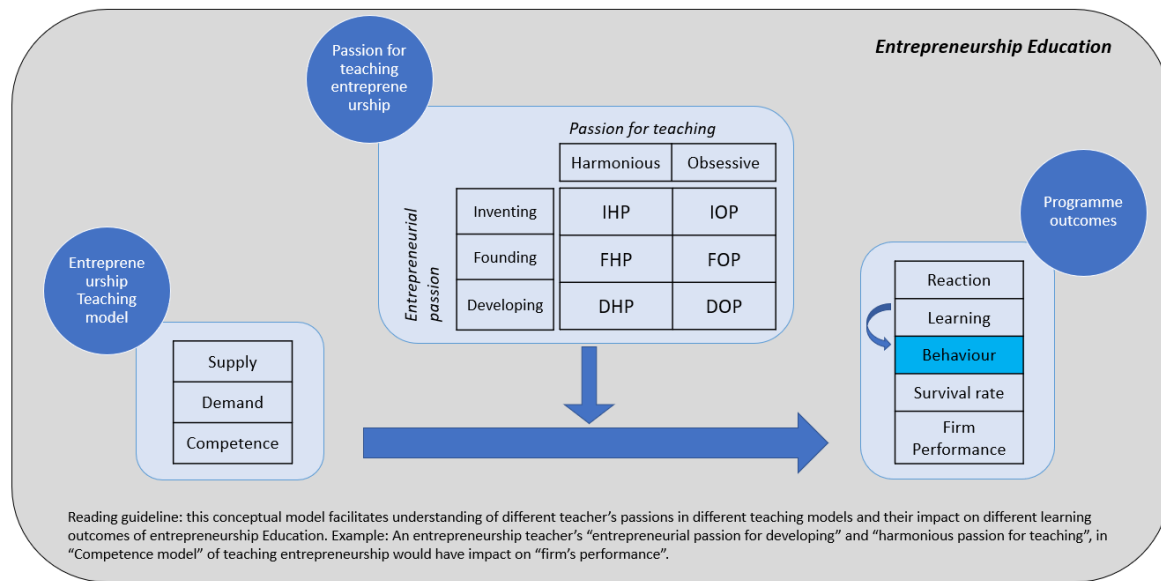 Entrepreneurship Education
Passion for
teaching
entreprene
urship
Passion for teaching
Harmonious Obsessive
Entrepreneurial
passion
Inventing IHP IOP
Founding FHP FOP
Developing DHP DOP
Programme
outcomes
Reaction
Learning
Behaviour
Survival rate
Firm
Performance
Entreprene
urship
Teaching
model
Supply
Demand
Competence
Reading guideline: this conceptual model facilitates understanding of different teacher’s passions in different teaching models and their impact on different learning
outcomes of entrepreneurship Education. Example: An entrepreneurship teacher’s “entrepreneurial passion for developing” and “harmonious passion for teaching”, in
“Competence model” of teaching entrepreneurship would have impact on “firm’s performance”.